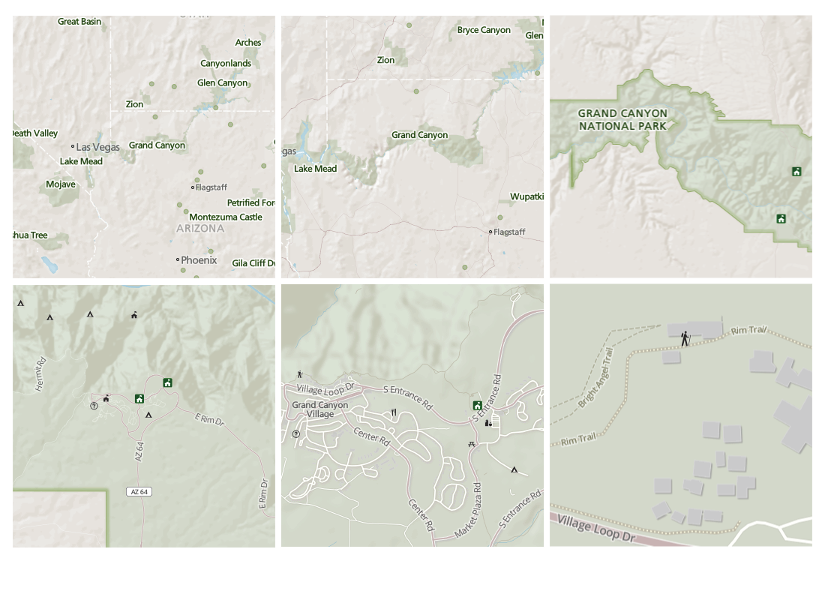 Great Basin
Arches
Canyonlands
Glen Canyon
Zion
Death Valley
Las Vegas
Grand Canyon
Lake Mead
Mojave
Flagstaff
Petrified For
Montezuma Castle
ARIZONA
shua Tree
Phoenix
Gila Cliff D
Bryce Canyon
Glen
Zion
Grand Canyon
gas
Lake Mead
Wupatki
Flagstaff
GRAND CANYON
NATIONAL PARK
Hermit Rd
E Rim Dr
AZ 64
AZ 64
E Rim Dr
S Entrance Rd
Village Loop Dr
S Entrance Rd
Grand Canyon
Village
Center Rd
Center Rd
Market Plaza Rd
S Entrance Rd
Rim Trail
Bright Angel Trail
Rim Trail
Village Loop Dr